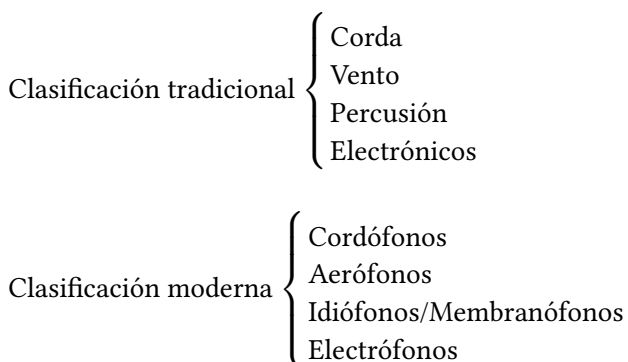 Clasificación tradicional
Corda
Vento
Percusión
Electrónicos
Clasificación moderna
Cordófonos
Aerófonos
Idiófonos/Membranófonos
Electrófonos